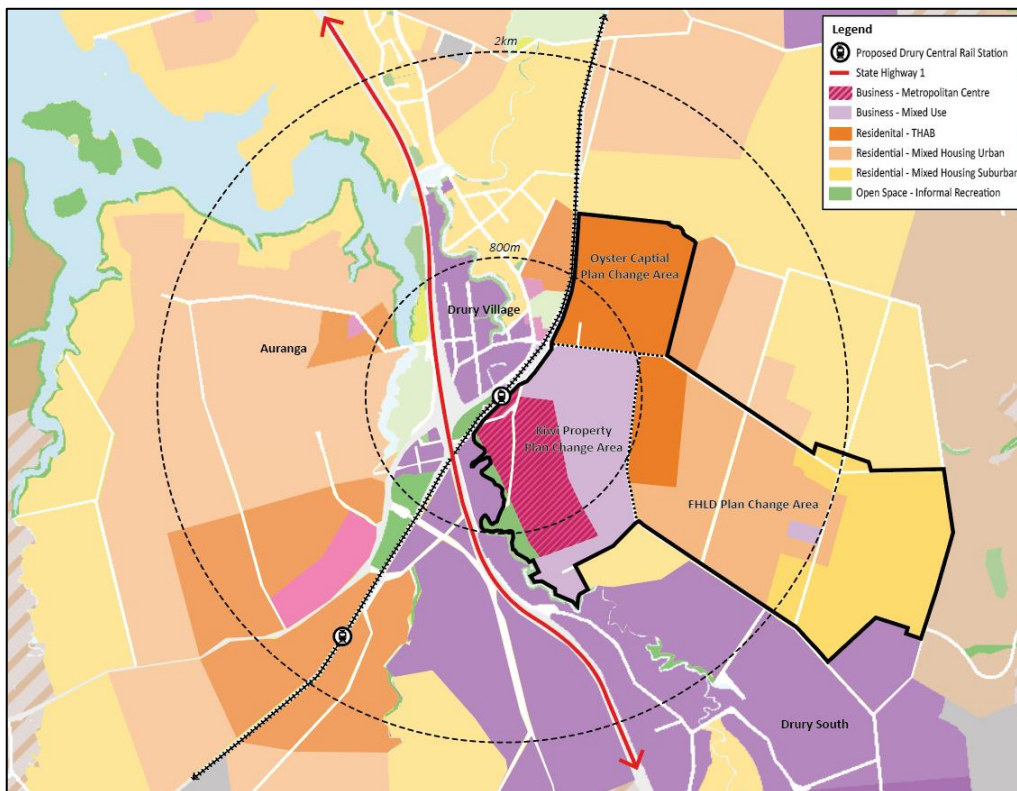 Legend
Proposed Drury Central Rail Station
State Highway 1
Business - Metropolitan Centre
Business - Mixed Use
Residenital - THAB
Residential - Mixed Housing Urban
Residential - Mixed Housing Suburban
Open Space - Informal Recreation
2km
800m
Oyster Captial
Plan Change Area
Drury Village
Auranga
Kiwi Property
Plan Change Area
FHLD Plan Change Area
Drury South